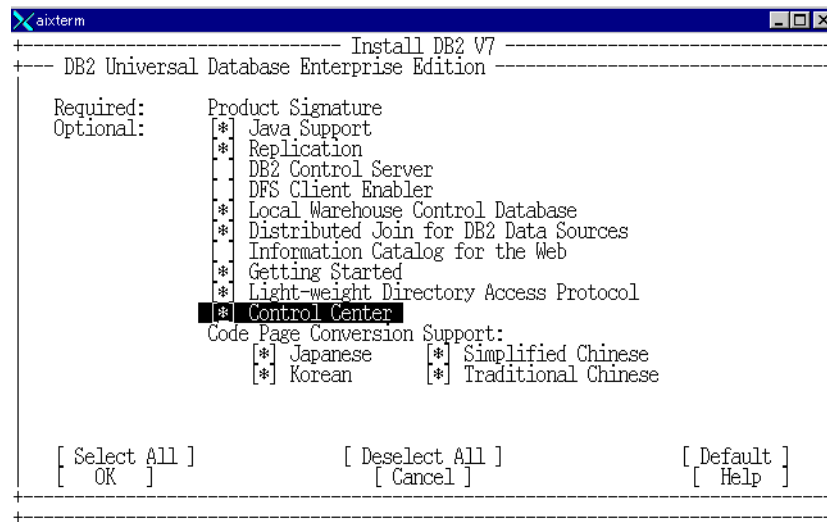 aixterm
Install DB2 V7
DB2 Universal Database Enterprise Edition
Required: Product Signature
Optional: [*] Java Support
[*] Replication
[ ] DB2 Control Server
[ ] DFS Client Enabler
[*] Local Warehouse Control Database
[*] Distributed Join for DB2 Data Sources
[ ] Information Catalog for the Web
[*] Getting Started
[*] Light-weight Directory Access Protocol
[*] Control Center
Code Page Conversion Support:
[*] Japanese [*] Simplified Chinese
[*] Korean [*] Traditional Chinese
[ Select All ] [ Deselect All ] [ Default ]
[ OK ] [ Cancel ] [ Help ]